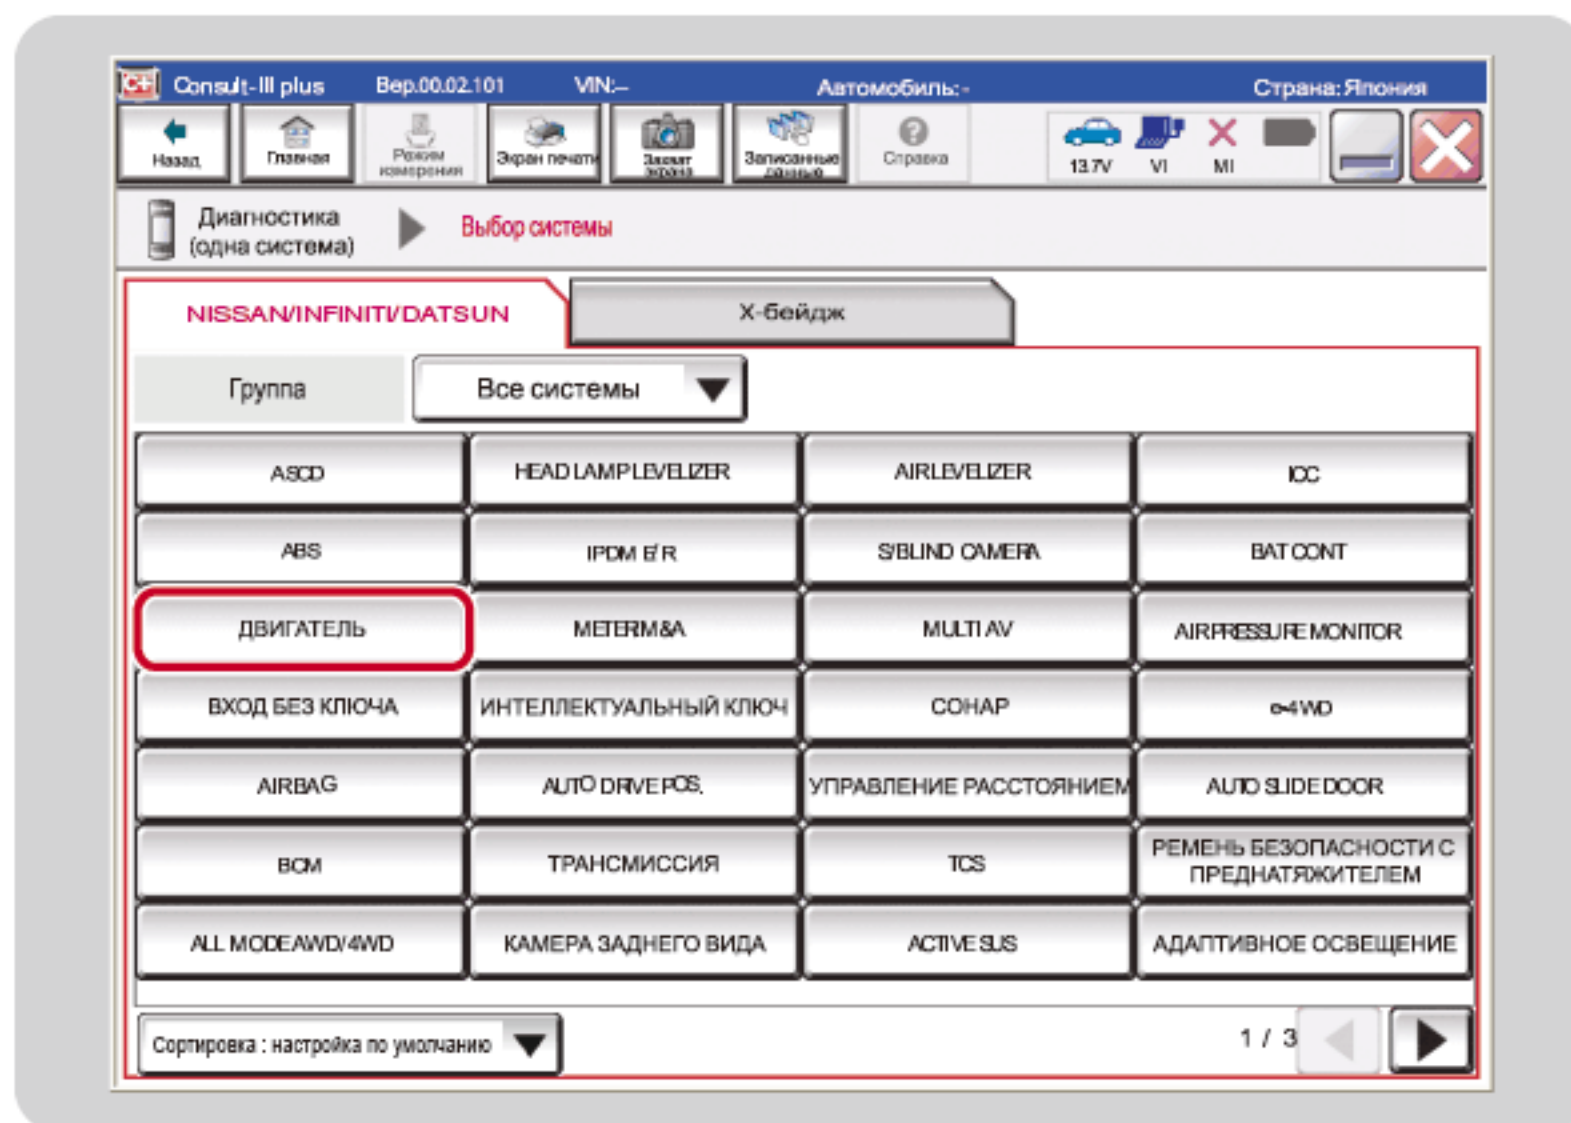 Consult-III plus Вер.00.02.101 VIN:-- Автомобиль:- Страна:Япония
Назад Главная Режим измерения Экран печати Захват экрана Записанные данные Справка 13.7V VI MI
Диагностика (одна система) Выбор системы
NISSAN/INFINITI/DATSUN X-бейдж
Группа Все системы
ASCD HEAD LAMP LEVELIZER AIR LEVELIZER ICC
ABS IPDM E/R S/BLIND CAMERA BAT CONT
ДВИГАТЕЛЬ METER M&A MULTI AV AIR PRESSURE MONITOR
ВХОД БЕЗ КЛЮЧА ИНТЕЛЛЕКТУАЛЬНЫЙ КЛЮЧ СОНАР e-4WD
AIRBAG AUTO DRIVE POS. УПРАВЛЕНИЕ РАССТОЯНИЕМ AUTO SLIDE DOOR
BCM ТРАНСМИССИЯ TCS РЕМЕНЬ БЕЗОПАСНОСТИ С ПРЕДНАТЯЖИТЕЛЕМ
ALL MODE AWD/4WD КАМЕРА ЗАДНЕГО ВИДА ACTIVE SUS АДАПТИВНОЕ ОСВЕЩЕНИЕ
Сортировка : настройка по умолчанию 1 / 3